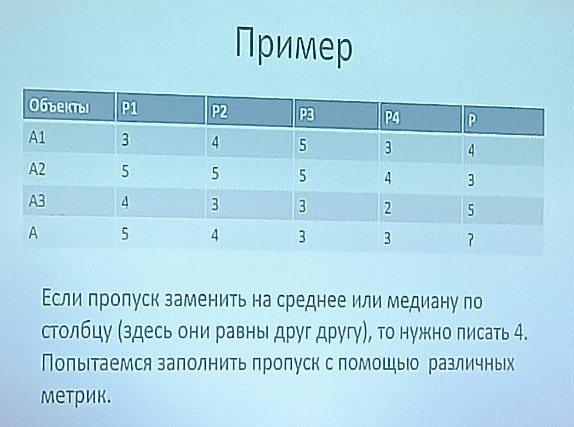 Пример
Объекты P1 P2 P3 P4 P
A1 3 4 5 3 4
A2 5 5 5 4 3
A3 4 3 3 2 5
A 5 4 3 3 ?
Если пропуск заменить на среднее или медиану по
столбцу (здесь они равны друг другу), то нужно писать 4.
Попытаемся заполнить пропуск с помощью различных
метрик.